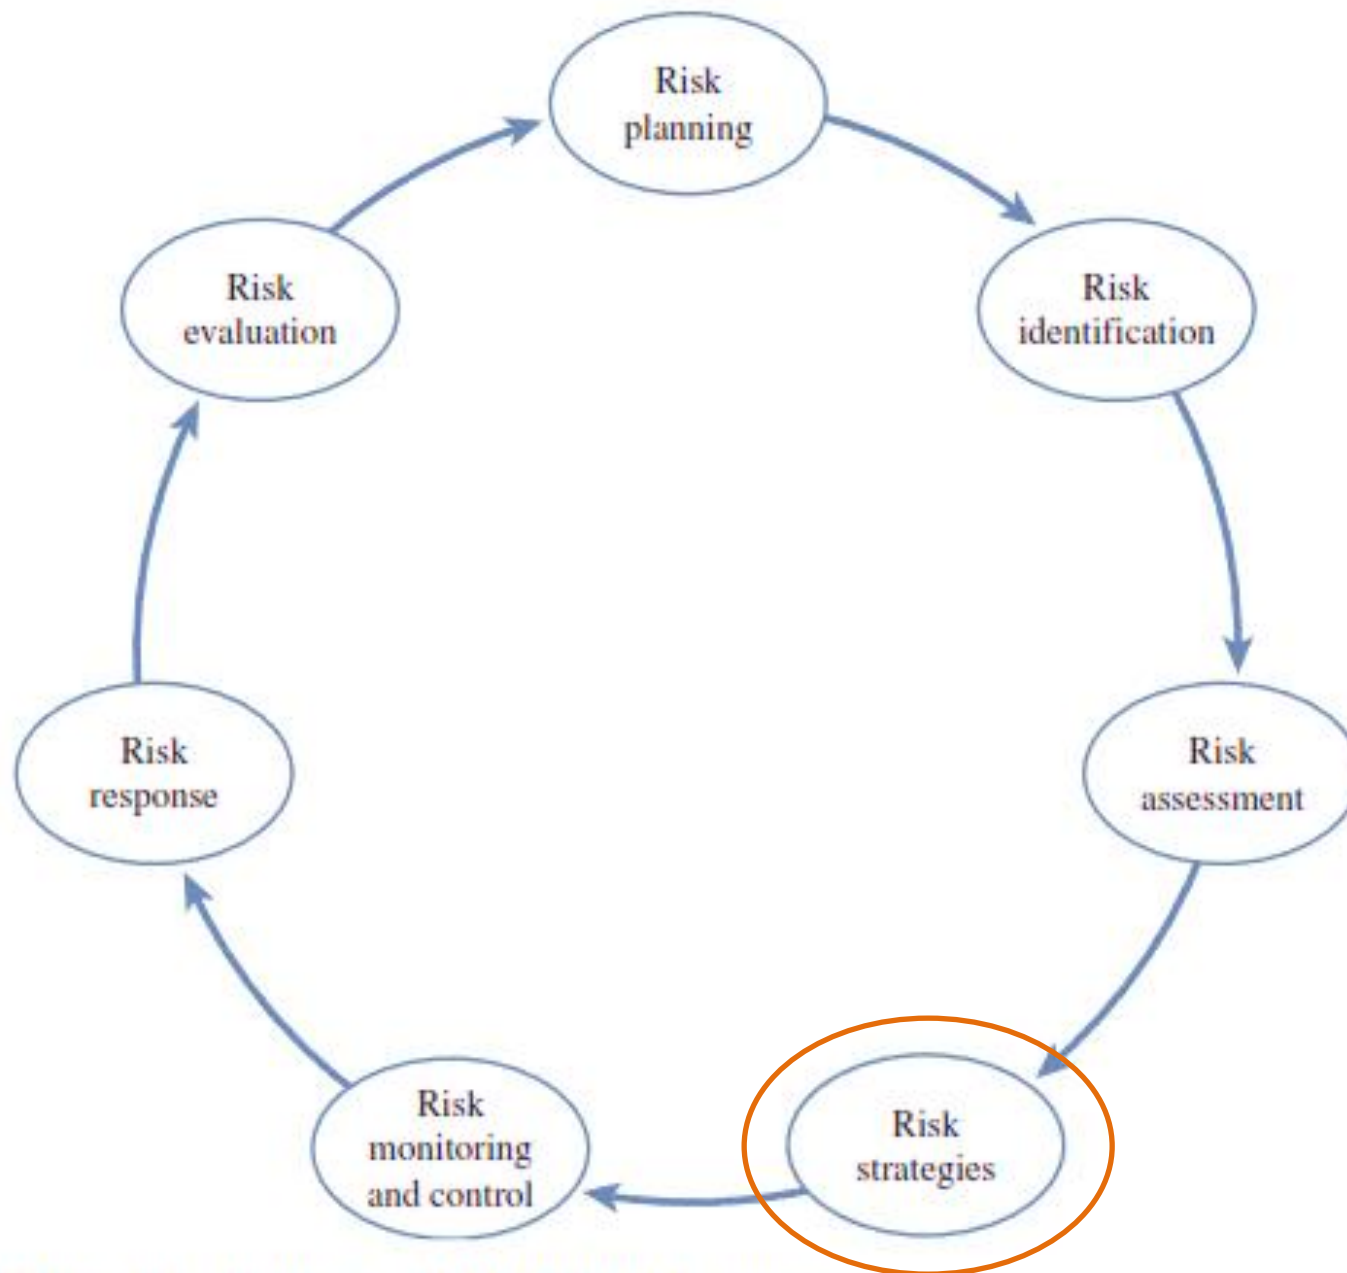 Risk
planning
Risk
identification
Risk
assessment
Risk
strategies
Risk
monitoring
and control
Risk
response
Risk
evaluation